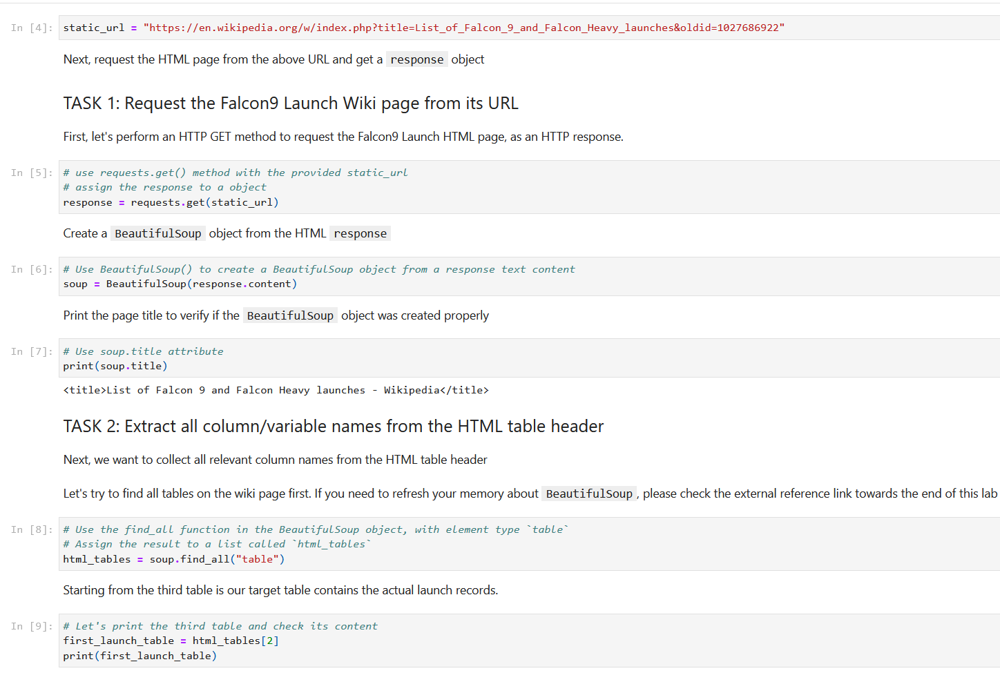 In [4]: static_url = "https://en.wikipedia.org/w/index.php?title=List_of_Falcon_9_and_Falcon_Heavy_launches&oldid=1027686922"
Next, request the HTML page from the above URL and get a response object
TASK 1: Request the Falcon9 Launch Wiki page from its URL
First, let's perform an HTTP GET method to request the Falcon9 Launch HTML page, as an HTTP response.
In [5]: # use requests.get() method with the provided static_url
# assign the response to a object
response = requests.get(static_url)
Create a BeautifulSoup object from the HTML response
In [6]: # Use BeautifulSoup() to create a BeautifulSoup object from a response text content
soup = BeautifulSoup(response.content)
Print the page title to verify if the BeautifulSoup object was created properly
In [7]: # Use soup.title attribute
print(soup.title)
<title>List of Falcon 9 and Falcon Heavy launches - Wikipedia</title>
TASK 2: Extract all column/variable names from the HTML table header
Next, we want to collect all relevant column names from the HTML table header
Let's try to find all tables on the wiki page first. If you need to refresh your memory about BeautifulSoup, please check the external reference link towards the end of this lab
In [8]: # Use the find_all function in the BeautifulSoup object, with element type `table`
# Assign the result to a list called `html_tables`
html_tables = soup.find_all("table")
Starting from the third table is our target table contains the actual launch records.
In [9]: # Let's print the third table and check its content
first_launch_table = html_tables[2]
print(first_launch_table)